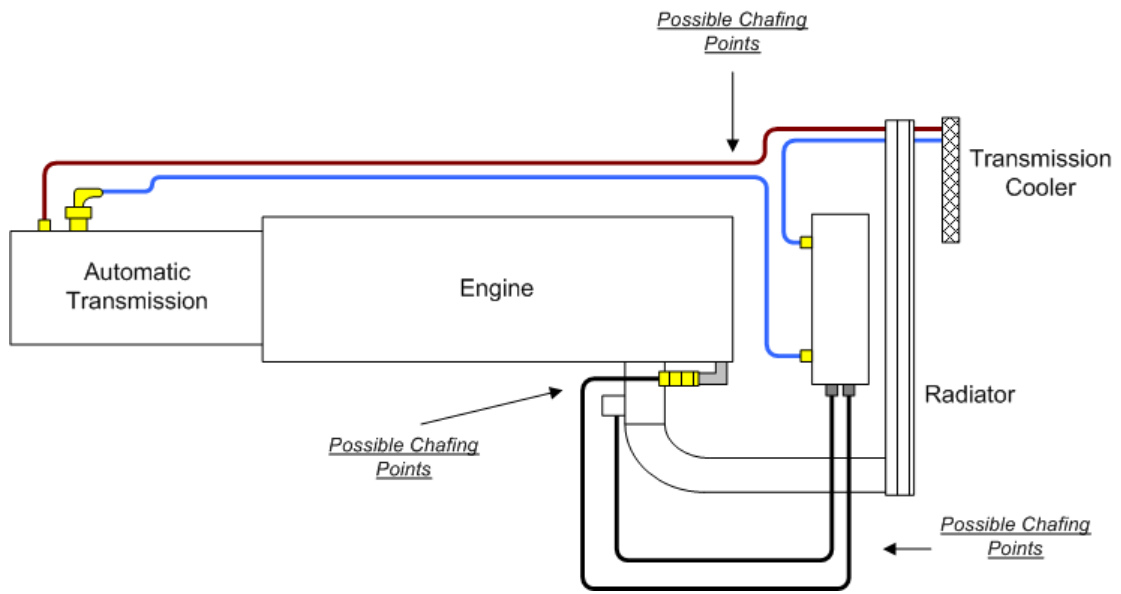 Possible Chafing
Points
Transmission
Cooler
Automatic
Transmission
Engine
Radiator
Possible Chafing
Points
Possible Chafing
Points